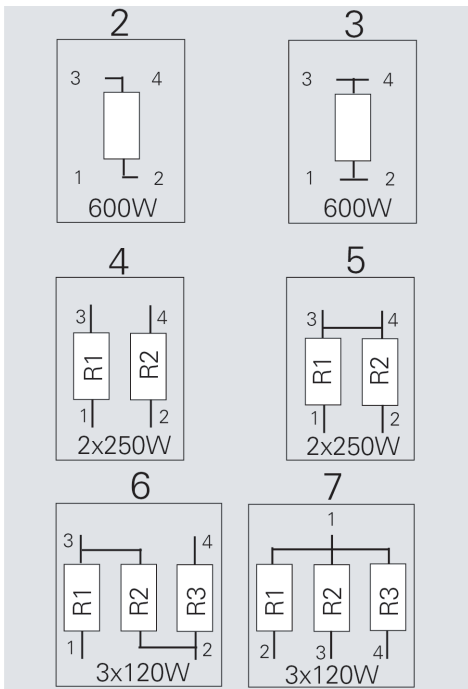 2 3
3 4 3 4
1 2 1 2
600W 600W
4 5
3 4 3 4
R1 R2 R1 R2
1 2 1 2
2x250W 2x250W
6 7
3 4 1
R1 R2 R3 R1 R2 R3
1 2 2 3 4
3x120W 3x120W